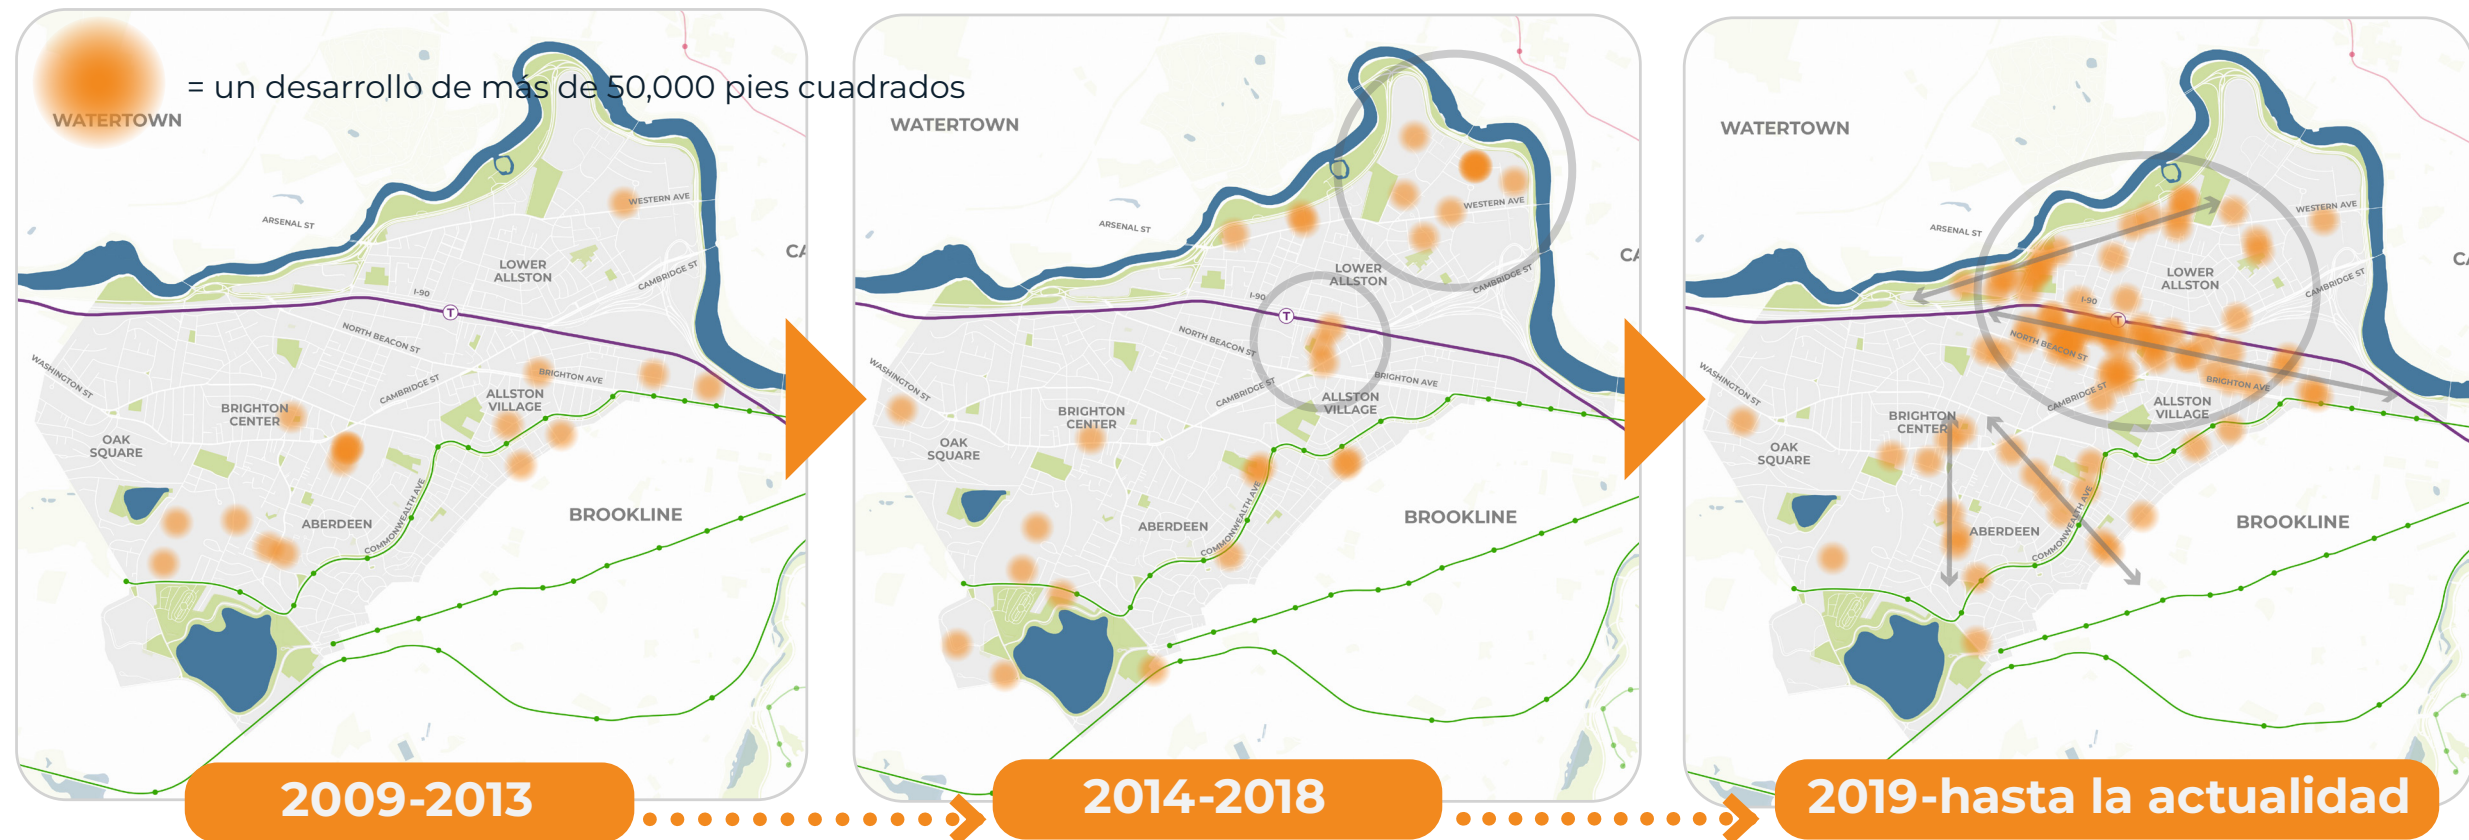 = un desarrollo de más de 50,000 pies cuadrados
WATERTOWN
ARSENAL ST
WESTERN AVE
CA
LOWER
ALLSTON
CAMBRIDGE ST
I-90
T
NORTH BEACON ST
WASHINGTON ST
CAMBRIDGE ST
BRIGHTON AVE
ALLSTON
VILLAGE
BRIGHTON
CENTER
OAK
SQUARE
COMMONWEALTH AVE
ABERDEEN
BROOKLINE
2009-2013
WATERTOWN
ARSENAL ST
WESTERN AVE
CA
LOWER
ALLSTON
CAMBRIDGE ST
I-90
T
NORTH BEACON ST
WASHINGTON ST
CAMBRIDGE ST
BRIGHTON AVE
ALLSTON
VILLAGE
BRIGHTON
CENTER
OAK
SQUARE
COMMONWEALTH AVE
ABERDEEN
BROOKLINE
2014-2018
WATERTOWN
ARSENAL ST
WESTERN AVE
CA
LOWER
ALLSTON
CAMBRIDGE ST
I-90
T
NORTH BEACON ST
WASHINGTON ST
CAMBRIDGE ST
BRIGHTON AVE
ALLSTON
VILLAGE
BRIGHTON
CENTER
OAK
SQUARE
COMMONWEALTH AVE
ABERDEEN
BROOKLINE
2019-hasta la actualidad